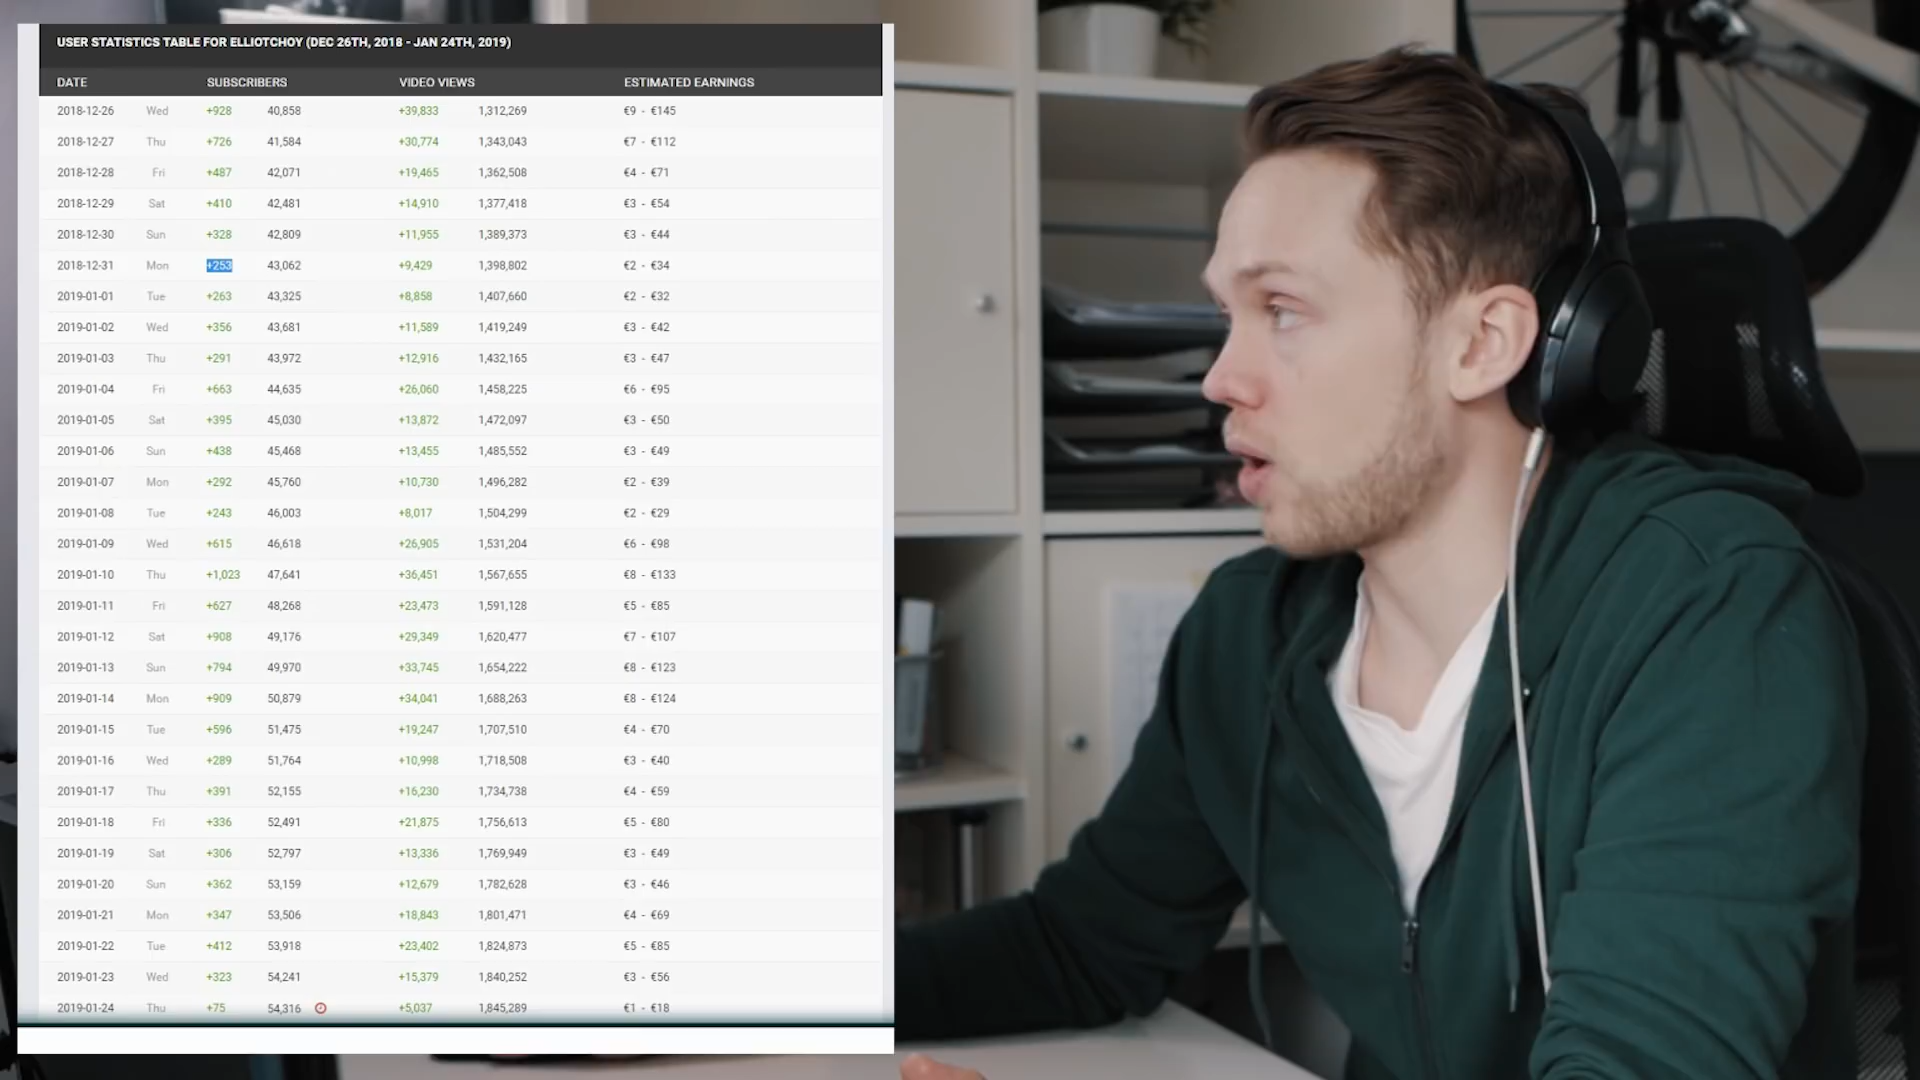 USER STATISTICS TABLE FOR ELLIOTCHOY (DEC 26TH, 2018 - JAN 24TH, 2019)
DATE SUBSCRIBERS VIDEO VIEWS ESTIMATED EARNINGS
2018-12-26 Wed +928 40,858 +39,833 1,312,269 €9 - €145
2018-12-27 Thu +726 41,584 +30,774 1,343,043 €7 - €112
2018-12-28 Fri +487 42,071 +19,465 1,362,508 €4 - €71
2018-12-29 Sat +410 42,481 +14,910 1,377,418 €3 - €54
2018-12-30 Sun +328 42,809 +11,955 1,389,373 €3 - €44
2018-12-31 Mon +253 43,062 +9,429 1,398,802 €2 - €34
2019-01-01 Tue +263 43,325 +8,858 1,407,660 €2 - €32
2019-01-02 Wed +356 43,681 +11,589 1,419,249 €3 - €42
2019-01-03 Thu +291 43,972 +12,916 1,432,165 €3 - €47
2019-01-04 Fri +663 44,635 +26,060 1,458,225 €6 - €95
2019-01-05 Sat +395 45,030 +13,872 1,472,097 €3 - €50
2019-01-06 Sun +438 45,468 +13,455 1,485,552 €3 - €49
2019-01-07 Mon +292 45,760 +10,730 1,496,282 €2 - €39
2019-01-08 Tue +243 46,003 +8,017 1,504,299 €2 - €29
2019-01-09 Wed +615 46,618 +26,905 1,531,204 €6 - €98
2019-01-10 Thu +1,023 47,641 +36,451 1,567,655 €8 - €133
2019-01-11 Fri +627 48,268 +23,473 1,591,128 €5 - €85
2019-01-12 Sat +908 49,176 +29,349 1,620,477 €7 - €107
2019-01-13 Sun +794 49,970 +33,745 1,654,222 €8 - €123
2019-01-14 Mon +909 50,879 +34,041 1,688,263 €8 - €124
2019-01-15 Tue +596 51,475 +19,247 1,707,510 €4 - €70
2019-01-16 Wed +289 51,764 +10,998 1,718,508 €3 - €40
2019-01-17 Thu +391 52,155 +16,230 1,734,738 €4 - €59
2019-01-18 Fri +336 52,491 +21,875 1,756,613 €5 - €80
2019-01-19 Sat +306 52,797 +13,336 1,769,949 €3 - €49
2019-01-20 Sun +362 53,159 +12,679 1,782,628 €3 - €46
2019-01-21 Mon +347 53,506 +18,843 1,801,471 €4 - €69
2019-01-22 Tue +412 53,918 +23,402 1,824,873 €5 - €85
2019-01-23 Wed +323 54,241 +15,379 1,840,252 €3 - €56
2019-01-24 Thu +75 54,316 +5,037 1,845,289 €1 - €18